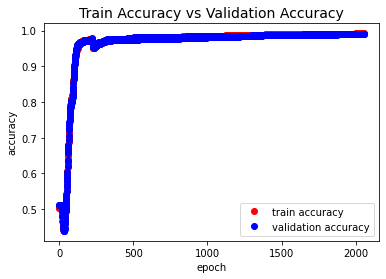 Train Accuracy vs Validation Accuracy
1.0
0.9
0.8
0.7
0.6
0.5
accuracy
train accuracy
validation accuracy
0
500
1000
1500
2000
epoch